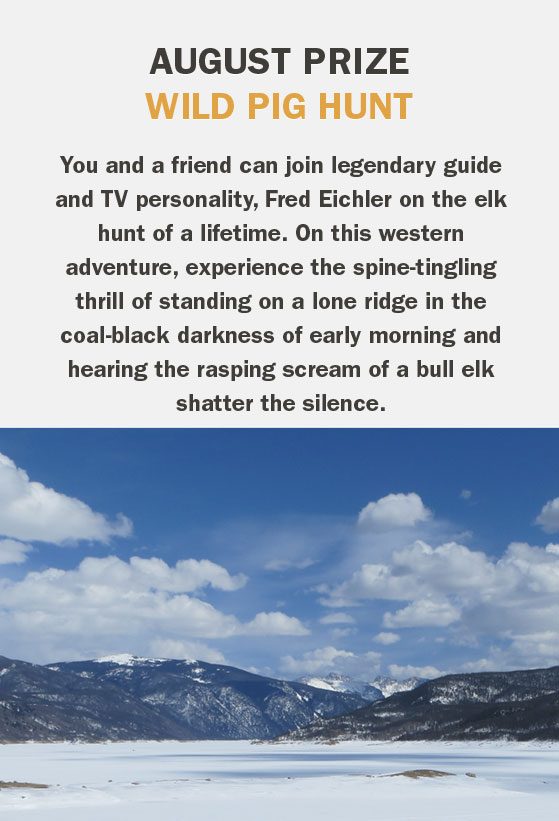 AUGUST PRIZE
WILD PIG HUNT
You and a friend can join legendary guide
and TV personality, Fred Eichler on the elk
hunt of a lifetime. On this western
adventure, experience the spine-tingling
thrill of standing on a lone ridge in the
coal-black darkness of early morning and
hearing the rasping scream of a bull elk
shatter the silence.